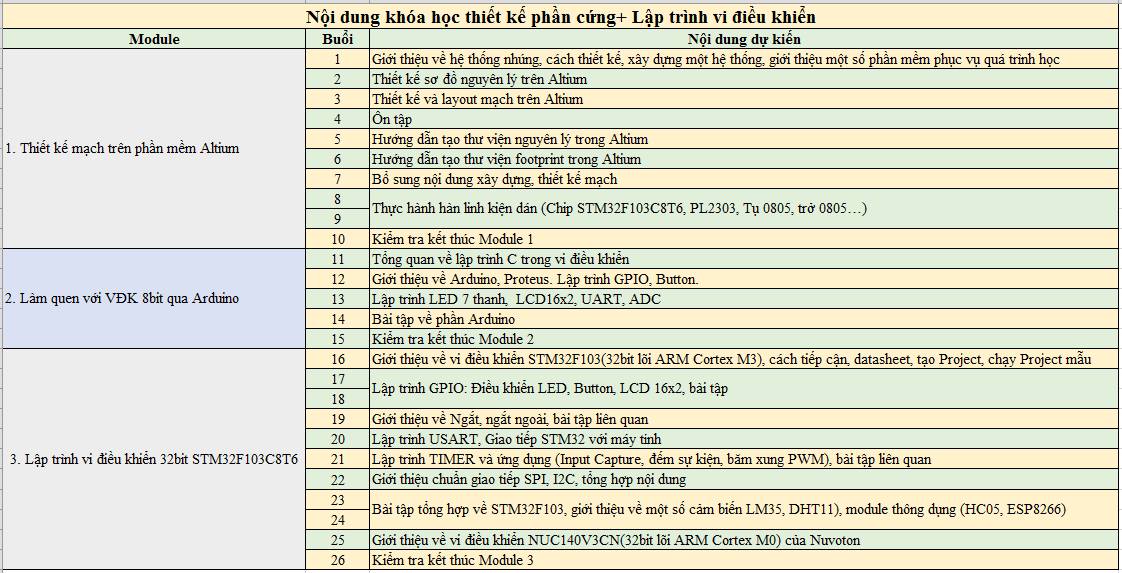 Nội dung khóa học thiết kế phần cứng+ Lập trình vi điều khiển
Module Buổi Nội dung dự kiến
1. Thiết kế mạch trên phần mềm Altium
1 Giới thiệu về hệ thống nhúng, cách thiết kế, xây dựng một hệ thống, giới thiệu một số phần mềm phục vụ quá trình học
2 Thiết kế sơ đồ nguyên lý trên Altium
3 Thiết kế và layout mạch trên Altium
4 Ôn tập
5 Hướng dẫn tạo thư viện nguyên lý trong Altium
6 Hướng dẫn tạo thư viện footprint trong Altium
7 Bổ sung nội dung xây dựng, thiết kế mạch
8
9
Thực hành hàn linh kiện dán (Chip STM32F103C8T6, PL2303, Tụ 0805, trở 0805…)
10 Kiểm tra kết thúc Module 1
2. Làm quen với VĐK 8bit qua Arduino
11 Tổng quan về lập trình C trong vi điều khiển
12 Giới thiệu về Arduino, Proteus. Lập trình GPIO, Button.
13 Lập trình LED 7 thanh, LCD16x2, UART, ADC
14 Bài tập về phần Arduino
15 Kiểm tra kết thúc Module 2
3. Lập trình vi điều khiển 32bit STM32F103C8T6
16 Giới thiệu về vi điều khiển STM32F103(32bit lõi ARM Cortex M3), cách tiếp cận, datasheet, tạo Project, chạy Project mẫu
17
18
Lập trình GPIO: Điều khiển LED, Button, LCD 16x2, bài tập
19 Giới thiệu về Ngắt, ngắt ngoài, bài tập liên quan
20 Lập trình USART, Giao tiếp STM32 với máy tính
21 Lập trình TIMER và ứng dụng (Input Capture, đếm sự kiện, băm xung PWM), bài tập liên quan
22 Giới thiệu chuẩn giao tiếp SPI, I2C, tổng hợp nội dung
23
24
Bài tập tổng hợp về STM32F103, giới thiệu về một số cảm biến LM35, DHT11), module thông dụng (HC05, ESP8266)
25 Giới thiệu về vi điều khiển NUC140V3CN(32bit lõi ARM Cortex M0) của Nuvoton
26 Kiểm tra kết thúc Module 3